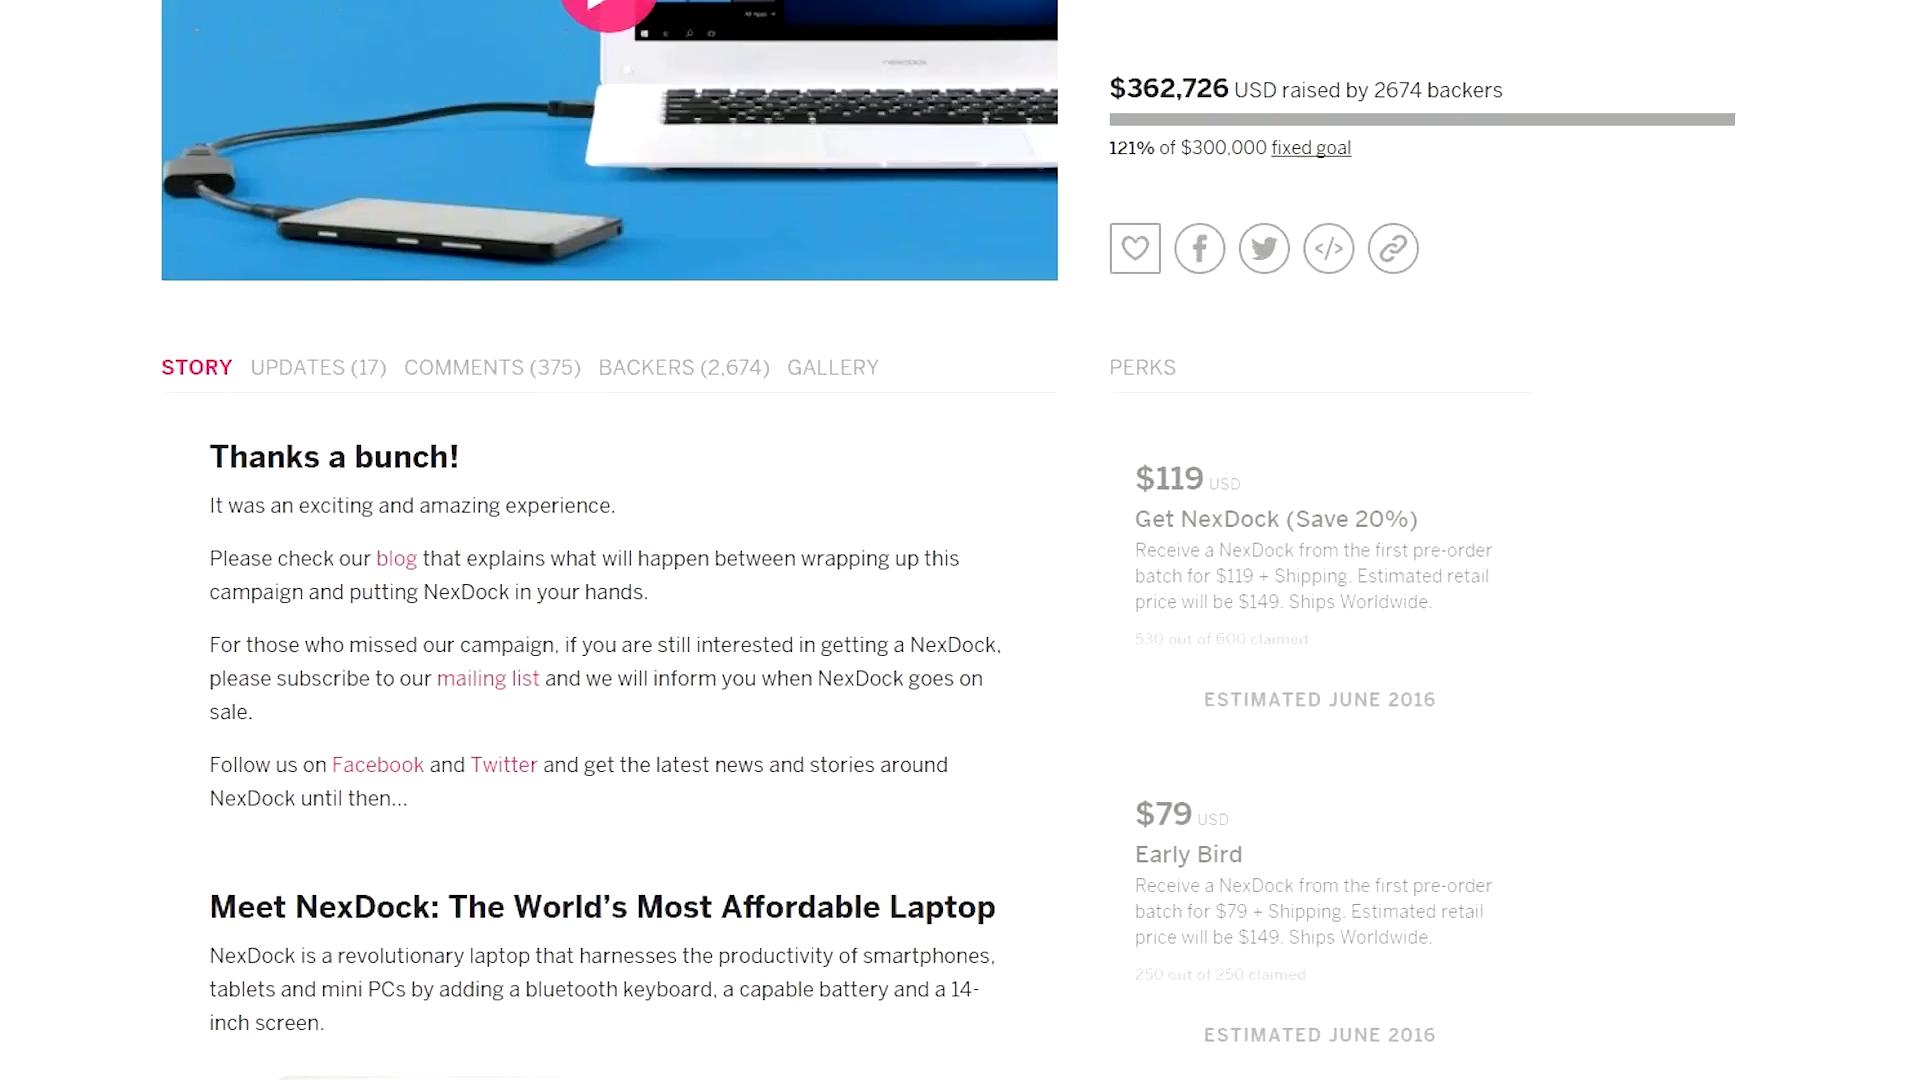 All Apps →
nexdock
$362,726 USD raised by 2674 backers
121% of $300,000 fixed goal
STORY UPDATES (17) COMMENTS (375) BACKERS (2,674) GALLERY
Thanks a bunch!
It was an exciting and amazing experience.
Please check our blog that explains what will happen between wrapping up this
campaign and putting NexDock in your hands.
For those who missed our campaign, if you are still interested in getting a NexDock,
please subscribe to our mailing list and we will inform you when NexDock goes on
sale.
Follow us on Facebook and Twitter and get the latest news and stories around
NexDock until then...
Meet NexDock: The World’s Most Affordable Laptop
NexDock is a revolutionary laptop that harnesses the productivity of smartphones,
tablets and mini PCs by adding a bluetooth keyboard, a capable battery and a 14-
inch screen.
PERKS
$119 USD
Get NexDock (Save 20%)
Receive a NexDock from the first pre-order
batch for $119 + Shipping. Estimated retail
price will be $149. Ships Worldwide.
530 out of 600 claimed
ESTIMATED JUNE 2016
$79 USD
Early Bird
Receive a NexDock from the first pre-order
batch for $79 + Shipping. Estimated retail
price will be $149. Ships Worldwide.
250 out of 250 claimed
ESTIMATED JUNE 2016